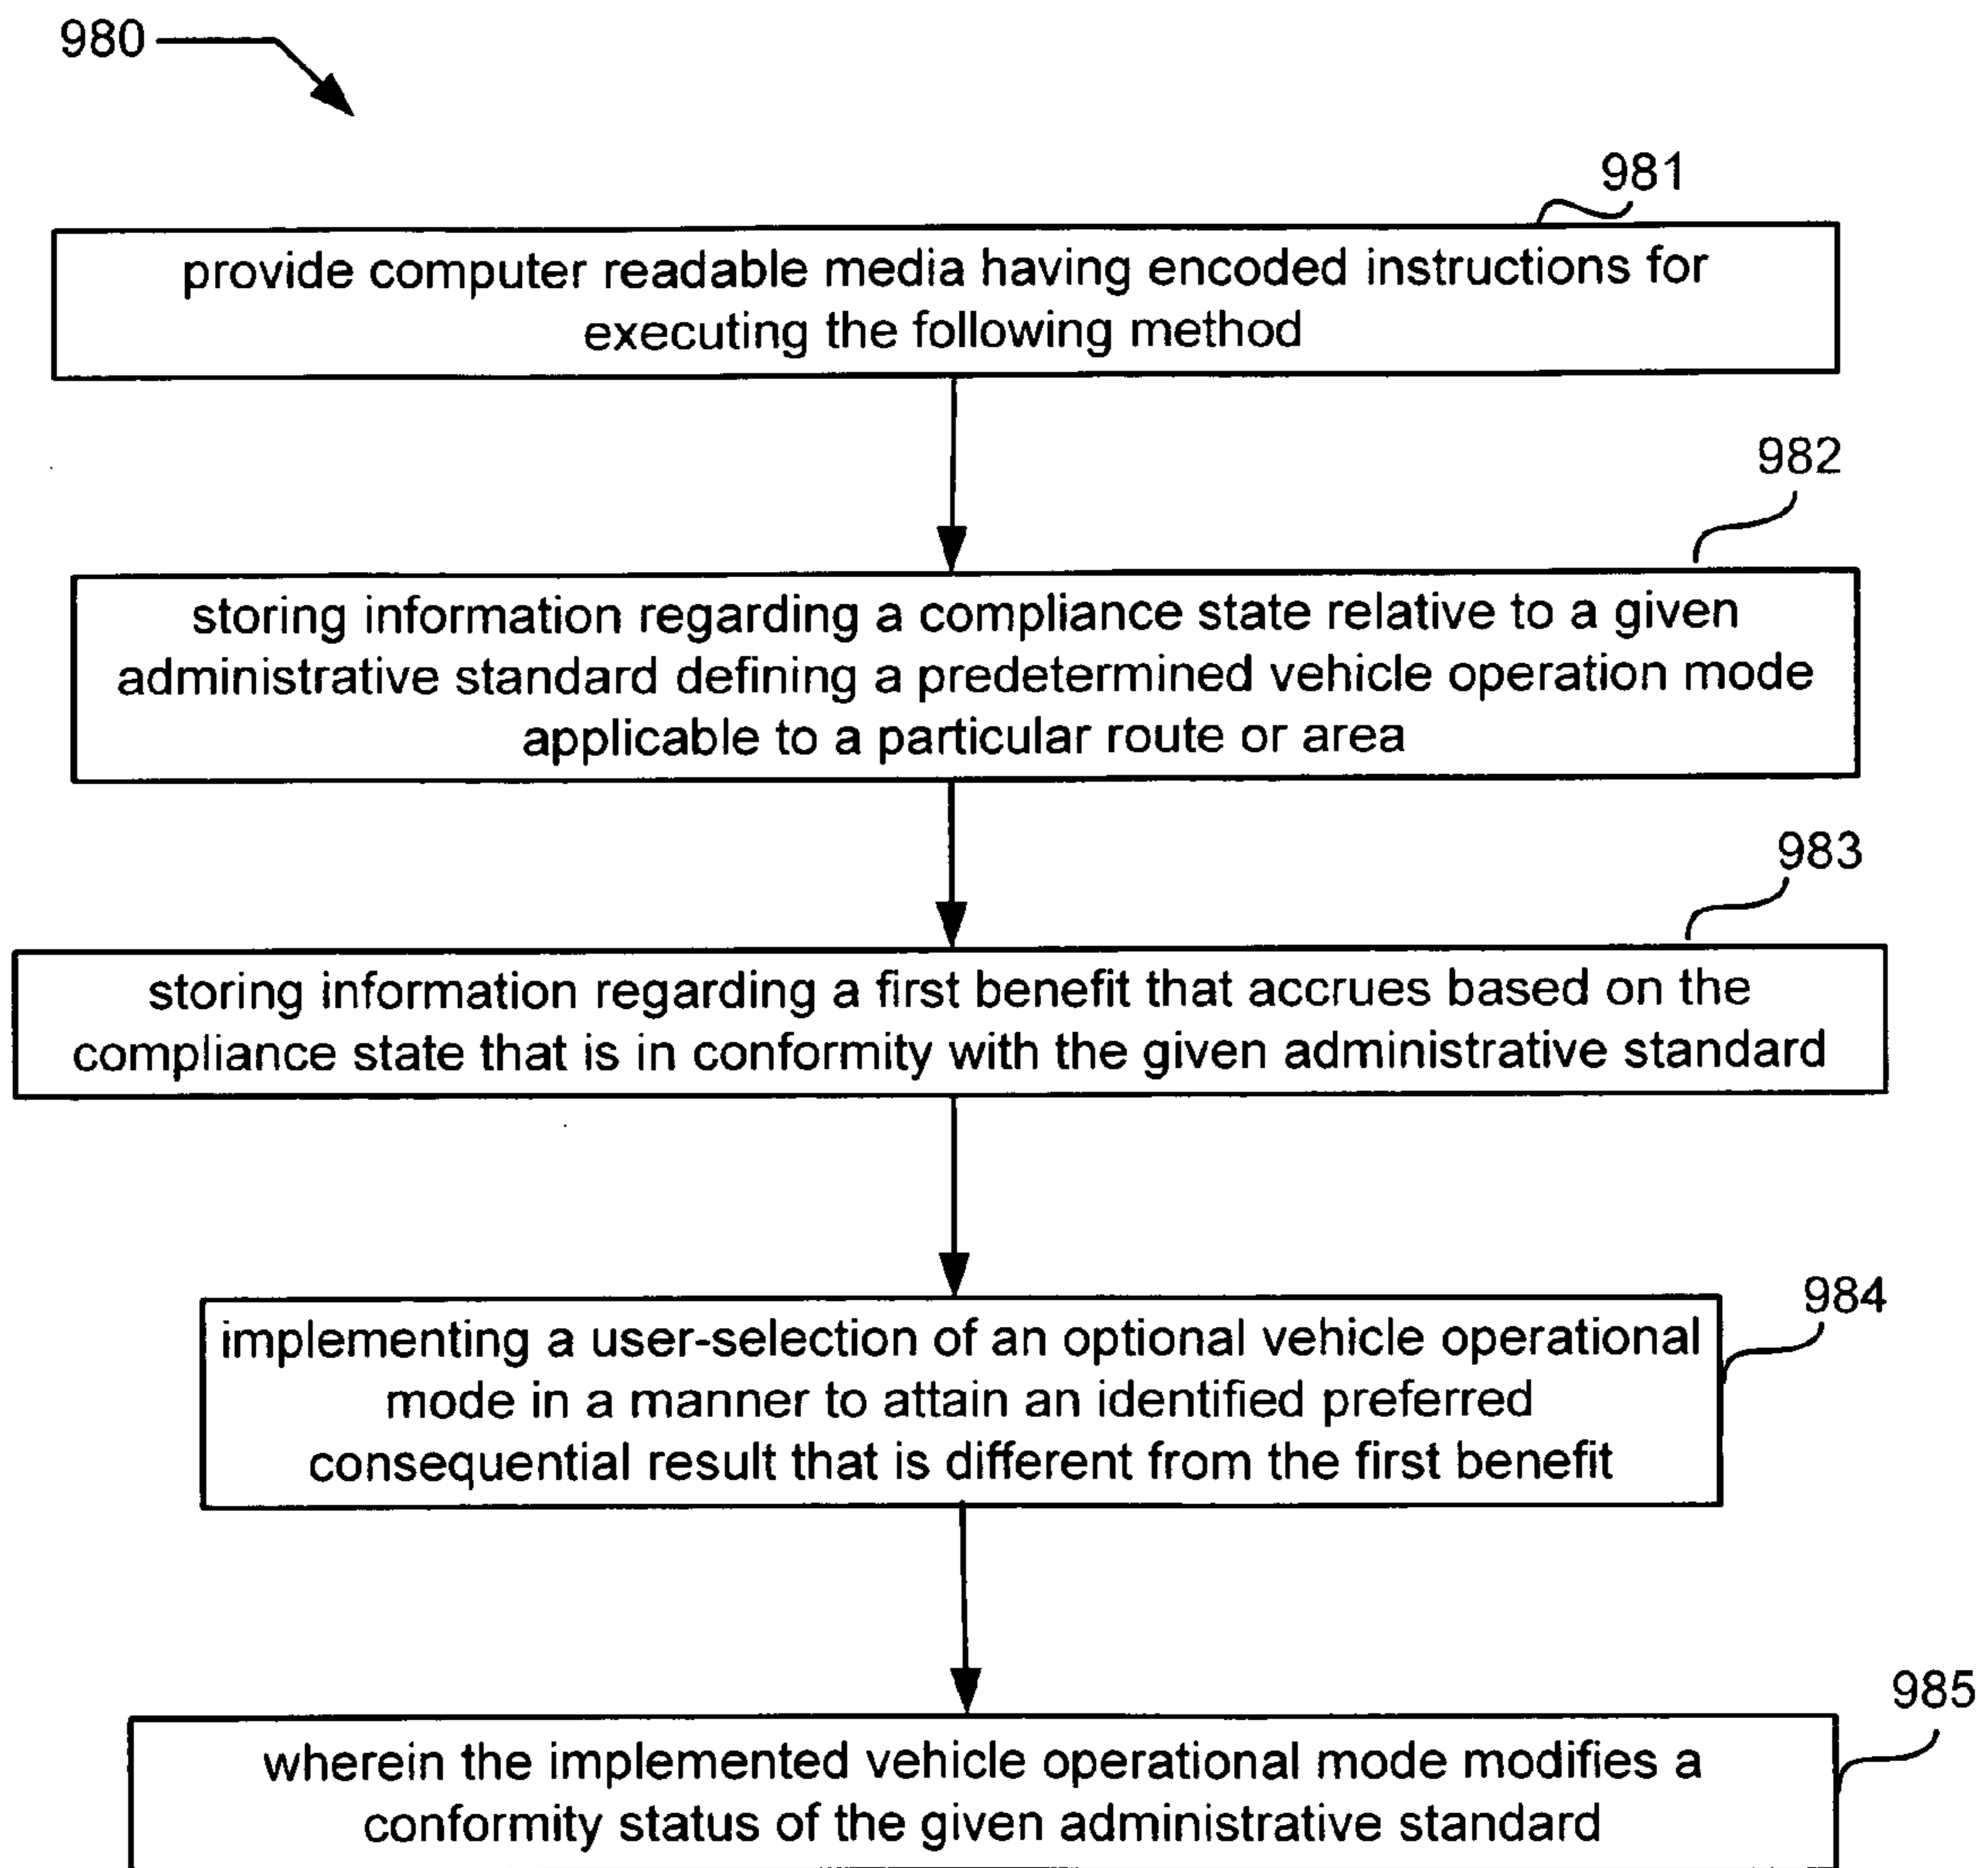 980
981
provide computer readable media having encoded instructions for
executing the following method
982
storing information regarding a compliance state relative to a given
administrative standard defining a predetermined vehicle operation mode
applicable to a particular route or area
983
storing information regarding a first benefit that accrues based on the
compliance state that is in conformity with the given administrative standard
984
implementing a user-selection of an optional vehicle operational
mode in a manner to attain an identified preferred
consequential result that is different from the first benefit
985
wherein the implemented vehicle operational mode modifies a
conformity status of the given administrative standard